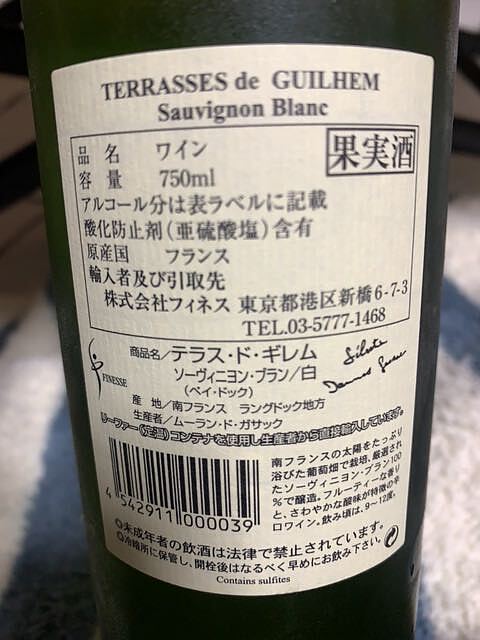 TERRASSES de GUILHEM
Sauvignon Blanc
品名 ワイン
果実酒
容量 750ml
アルコール分は表ラベルに記載
酸化防止剤(亜硫酸塩)含有
原産国 フランス
輸入者及び引取先
株式会社フィネス 東京都港区新橋6-7-3
TEL.03-5777-1468
商品名/テラス・ド・ギレム
ソーヴィニヨン・ブラン/白
(ペイ・ドック)
FINESSE
産地/南フランス ラングドック地方
生産者/ムーラン・ド・ガサック
リーファー(定温)コンテナを使用し生産者から直接輸入しています。
南フランスの太陽をたっぷり
浴びた葡萄畑で栽培、厳選され
たソーヴィニヨン・ブラン100
%で醸造。フルーティーな香り
と、さわやかな酸味が特徴の辛
口ワイン。飲み頃は、9~12度。
4 542911 000039
未成年者の飲酒は法律で禁止されています。
冷暗所に保管し、開栓後はなるべく早めにお飲み下さい。
Contains sulfites